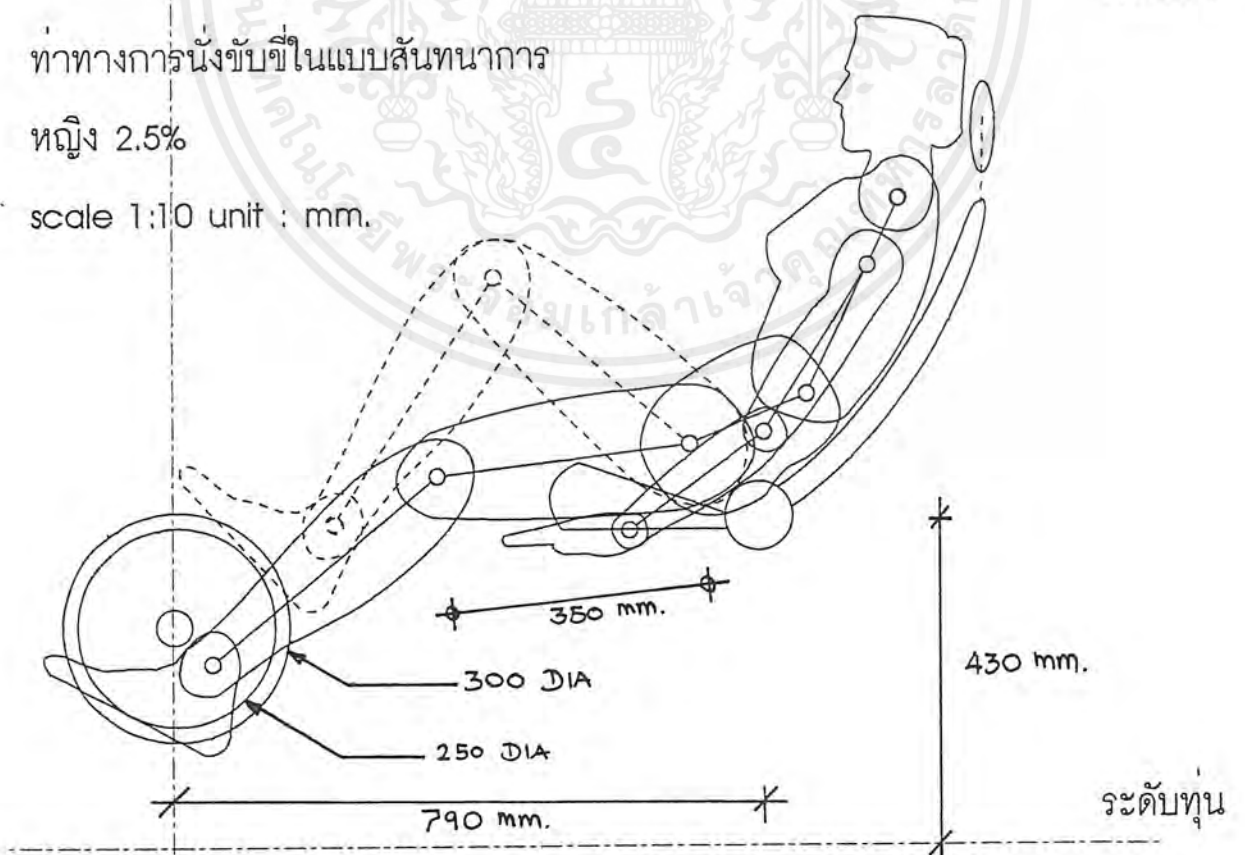 ท่าทางการนั่งขับขี่ในแบบสันทนาการ
หญิง 2.5%
scale 1:10 unit : mm.
350 mm.
300 DIA
430 mm.
250 DIA
790 mm.
ระดับทุ่น